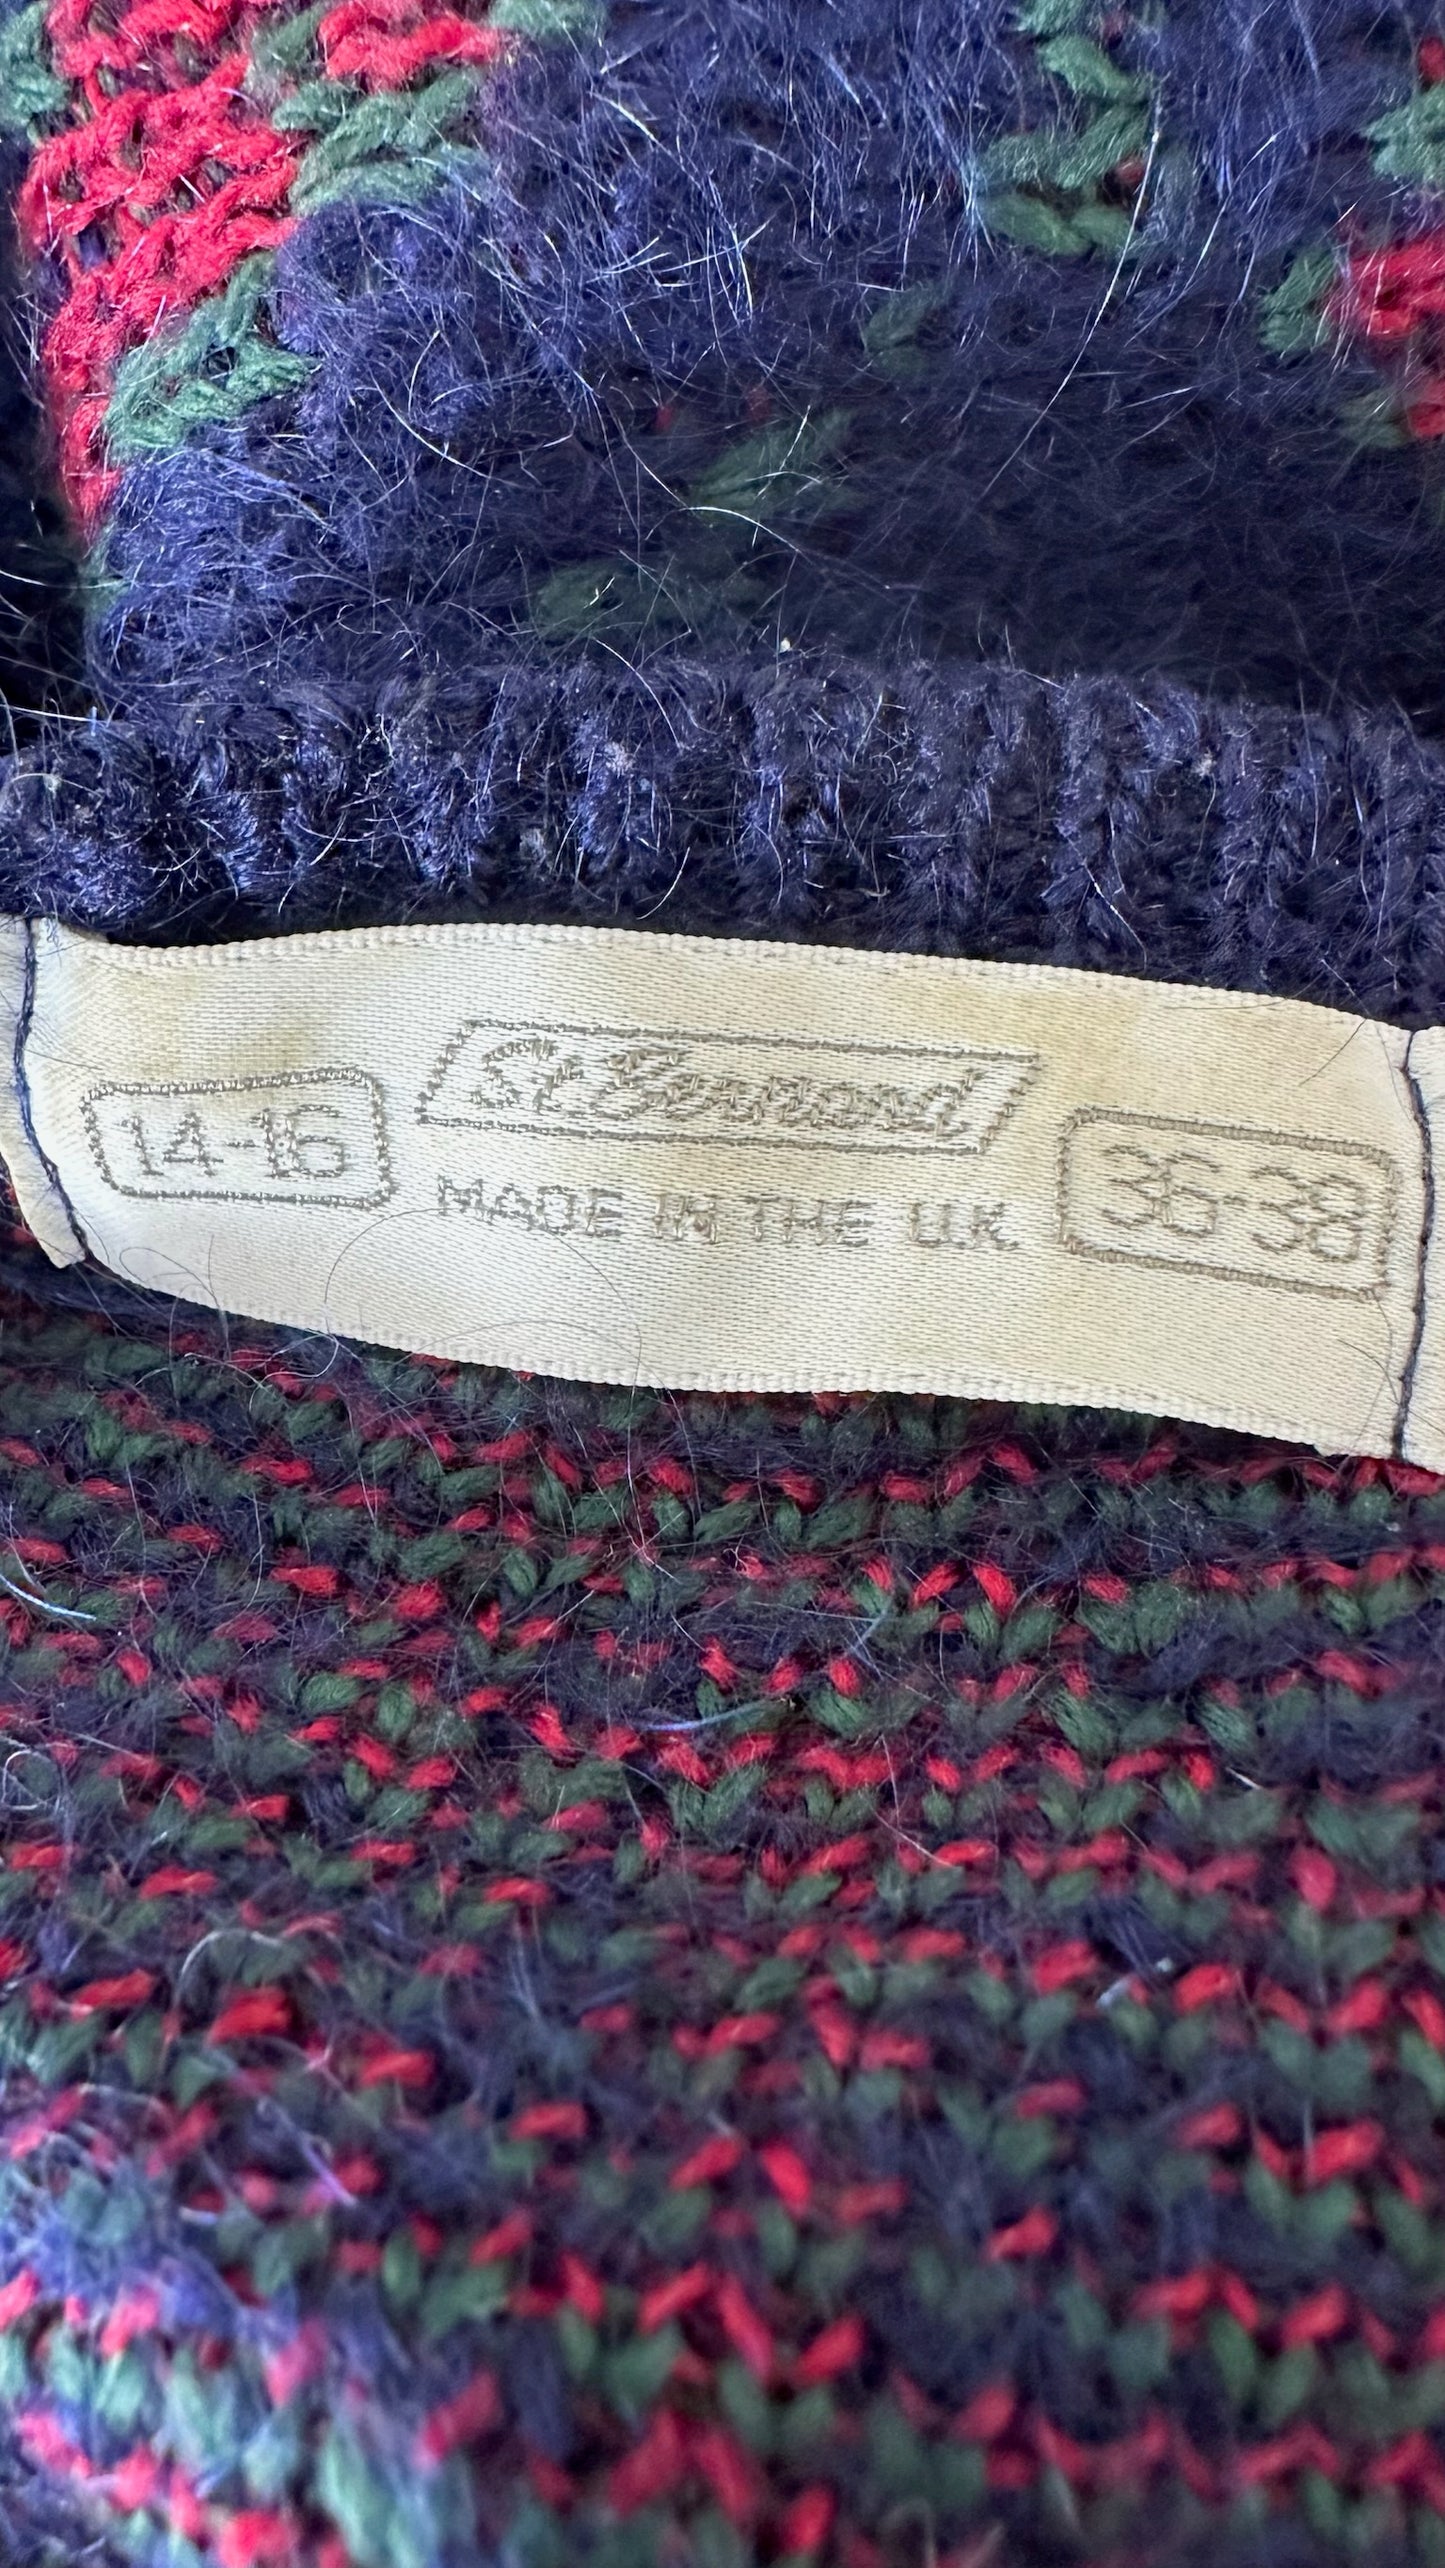 St Bernard
14-16
MADE IN THE U.K.
36-38